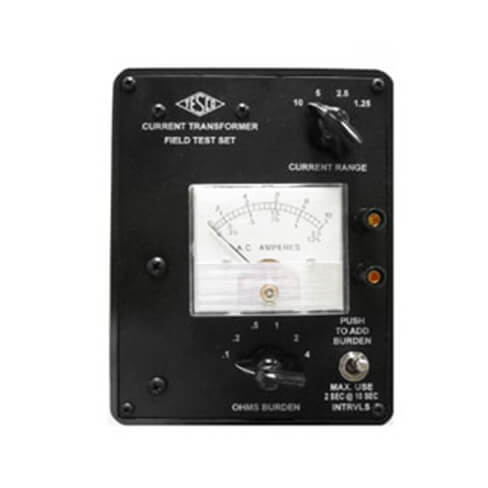 TESCO
CURRENT TRANSFORMER
FIELD TEST SET
10 5 2.5 1.25
CURRENT RANGE
10
A.C. AMPERES
PUSH
TO ADD
BURDEN
.1 .2 .5 1 2 4
OHMS BURDEN
MAX. USE
2 SEC @ 10 SEC
INTRVLS